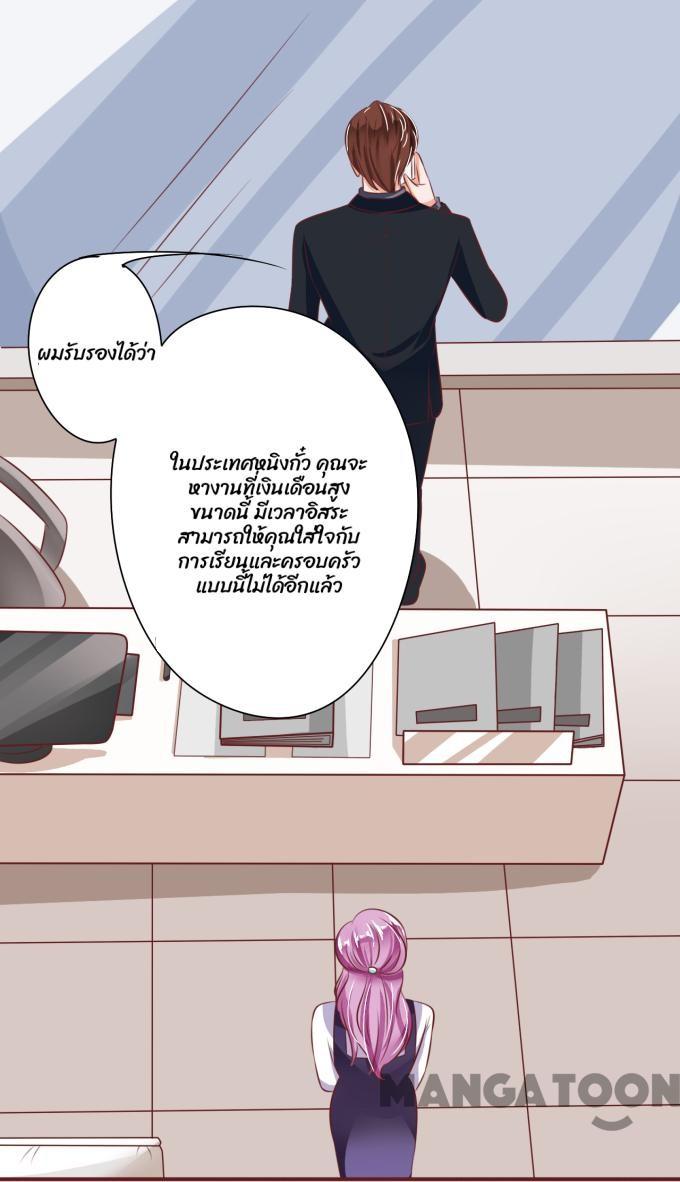 ผมรับรองได้ว่า
ในประเทศหนิงกั๋ว คุณจะ
หางานที่เงินเดือนสูง
ขนาดนี้ มีเวลาอิสระ
สามารถให้คุณใส่ใจกับ
การเรียนและครอบครัว
แบบนี้ไม่ได้อีกแล้ว
MANGATOON